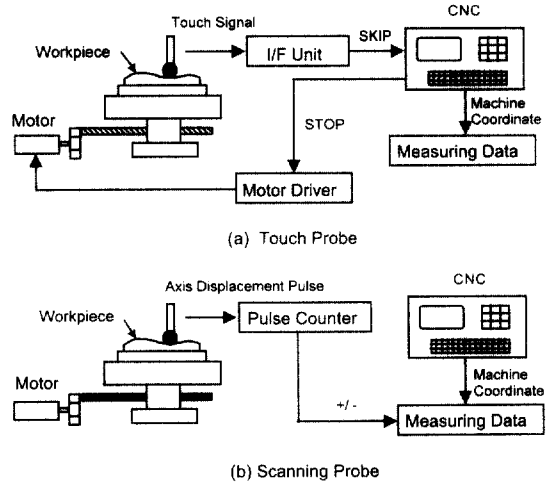 Touch Signal
CNC
Workpiece
I/F Unit
SKIP
Motor
STOP
Machine
Coordinate
Measuring Data
Motor Driver
(a) Touch Probe
Axis Displacement Pulse
CNC
Workpiece
Pulse Counter
Motor
Machine
Coordinate
+/-
Measuring Data
(b) Scanning Probe